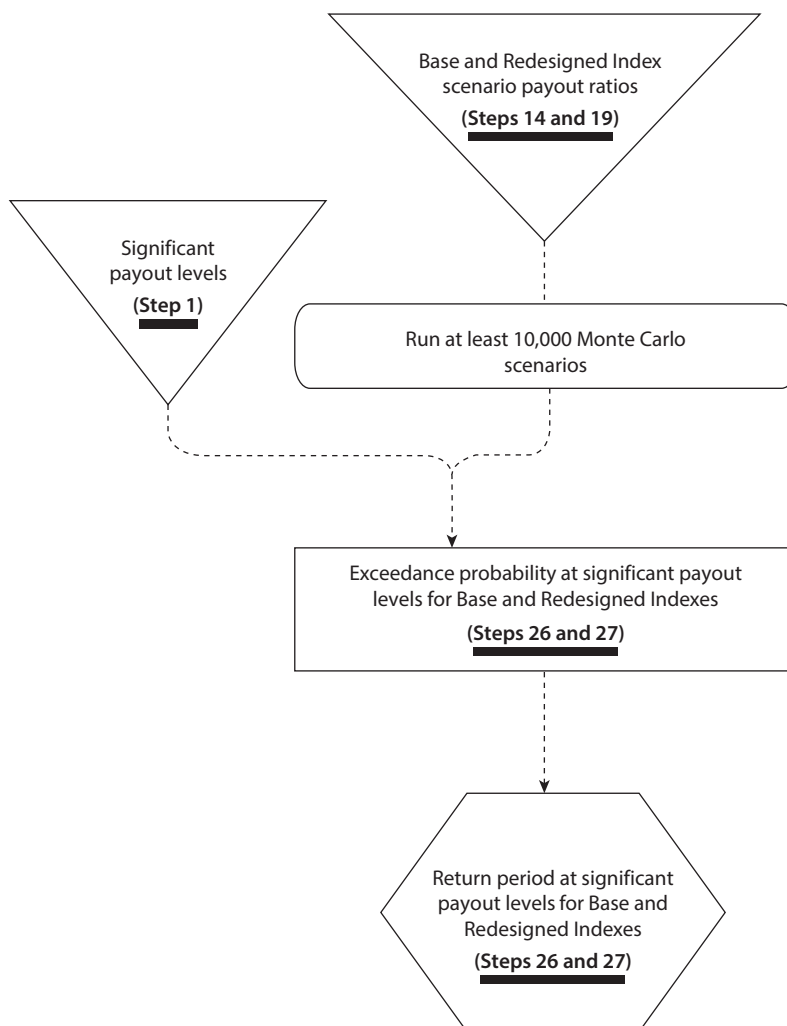 Base and Redesigned Index
scenario payout ratios
(Steps 14 and 19)
Significant
payout levels
(Step 1)
Run at least 10,000 Monte Carlo
scenarios
Exceedance probability at significant payout
levels for Base and Redesigned Indexes
(Steps 26 and 27)
Return period at significant
payout levels for Base and
Redesigned Indexes
(Steps 26 and 27)